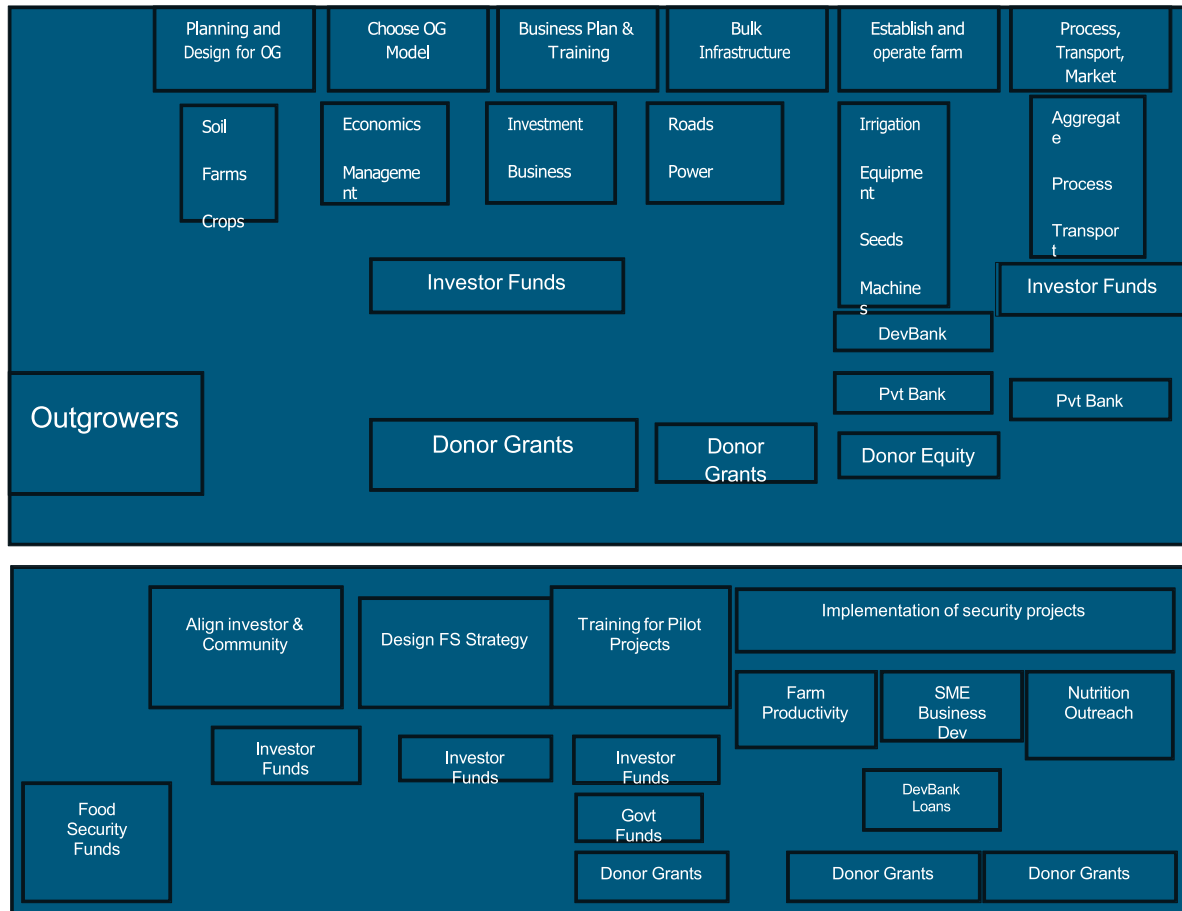 Planning and
Design for OG
Choose OG
Model
Business Plan &
Training
Bulk
Infrastructure
Establish and
operate farm
Process,
Transport,
Market
Soil
Farms
Crops
Economics
Manageme
nt
Investment
Business
Roads
Power
Irrigation
Equipme
nt
Seeds
Machine
s
Aggregat
e
Process
Transpor
t
Investor Funds
Investor Funds
DevBank
Pvt Bank
Pvt Bank
Outgrowers
Donor Grants
Donor
Grants
Donor Equity
Align investor &
Community
Design FS Strategy
Training for Pilot
Projects
Implementation of security projects
Farm
Productivity
SME
Business
Dev
Nutrition
Outreach
Investor
Funds
Investor
Funds
Investor
Funds
DevBank
Loans
Food
Security
Funds
Govt
Funds
Donor Grants
Donor Grants
Donor Grants